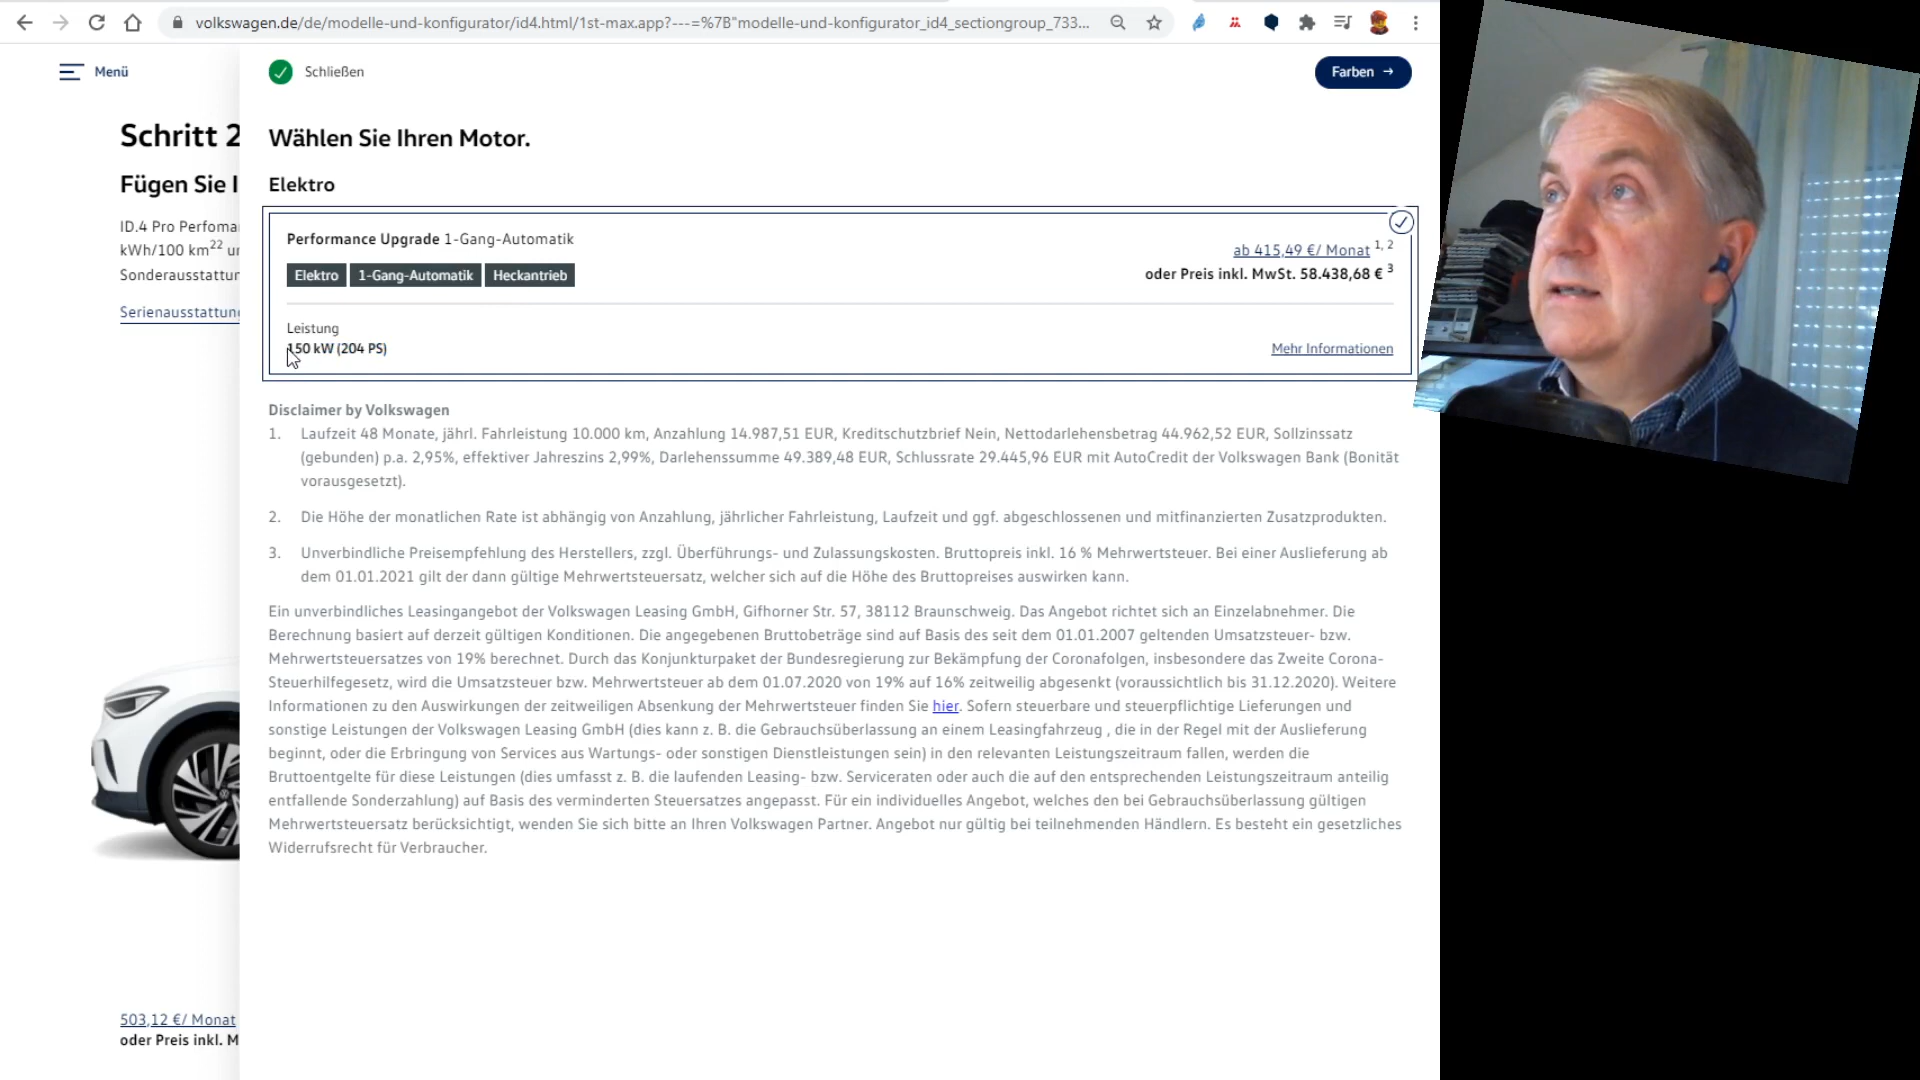 volkswagen.de/de/modelle-und-konfigurator/id4.html/1st-max.app?---=%7B"modelle-und-konfigurator_id4_sectiongroup_733...
Menü
Schließen
Farben →
Schritt 2
Wählen Sie Ihren Motor.
Fügen Sie I
Elektro
ID.4 Pro Perfoma
kWh/100 km22 ur
Sonderausstattur
Serienausstattung
Performance Upgrade 1-Gang-Automatik
ab 415,49 €/ Monat 1, 2
Elektro 1-Gang-Automatik Heckantrieb
oder Preis inkl. MwSt. 58.438,68 € 3
Leistung
150 kW (204 PS)
Mehr Informationen
Disclaimer by Volkswagen
1. Laufzeit 48 Monate, jährl. Fahrleistung 10.000 km, Anzahlung 14.987,51 EUR, Kreditschutzbrief Nein, Nettodarlehensbetrag 44.962,52 EUR, Sollzinssatz
(gebunden) p.a. 2,95%, effektiver Jahreszins 2,99%, Darlehenssumme 49.389,48 EUR, Schlussrate 29.445,96 EUR mit AutoCredit der Volkswagen Bank (Bonität
vorausgesetzt).
2. Die Höhe der monatlichen Rate ist abhängig von Anzahlung, jährlicher Fahrleistung, Laufzeit und ggf. abgeschlossenen und mitfinanzierten Zusatzprodukten.
3. Unverbindliche Preisempfehlung des Herstellers, zzgl. Überführungs- und Zulassungskosten. Bruttopreis inkl. 16 % Mehrwertsteuer. Bei einer Auslieferung ab
dem 01.01.2021 gilt der dann gültige Mehrwertsteuersatz, welcher sich auf die Höhe des Bruttopreises auswirken kann.
Ein unverbindliches Leasingangebot der Volkswagen Leasing GmbH, Gifhorner Str. 57, 38112 Braunschweig. Das Angebot richtet sich an Einzelabnehmer. Die
Berechnung basiert auf derzeit gültigen Konditionen. Die angegebenen Bruttobeträge sind auf Basis des seit dem 01.01.2007 geltenden Umsatzsteuer- bzw.
Mehrwertsteuersatzes von 19% berechnet. Durch das Konjunkturpaket der Bundesregierung zur Bekämpfung der Coronafolgen, insbesondere das Zweite Corona-
Steuerhilfegesetz, wird die Umsatzsteuer bzw. Mehrwertsteuer ab dem 01.07.2020 von 19% auf 16% zeitweilig abgesenkt (voraussichtlich bis 31.12.2020). Weitere
Informationen zu den Auswirkungen der zeitweiligen Absenkung der Mehrwertsteuer finden Sie hier. Sofern steuerbare und steuerpflichtige Lieferungen und
sonstige Leistungen der Volkswagen Leasing GmbH (dies kann z. B. die Gebrauchsüberlassung an einem Leasingfahrzeug , die in der Regel mit der Auslieferung
beginnt, oder die Erbringung von Services aus Wartungs- oder sonstigen Dienstleistungen sein) in den relevanten Leistungszeitraum fallen, werden die
Bruttoentgelte für diese Leistungen (dies umfasst z. B. die laufenden Leasing- bzw. Serviceraten oder auch die auf den entsprechenden Leistungszeitraum anteilig
entfallende Sonderzahlung) auf Basis des verminderten Steuersatzes angepasst. Für ein individuelles Angebot, welches den bei Gebrauchsüberlassung gültigen
Mehrwertsteuersatz berücksichtigt, wenden Sie sich bitte an Ihren Volkswagen Partner. Angebot nur gültig bei teilnehmenden Händlern. Es besteht ein gesetzliches
Widerrufsrecht für Verbraucher.
503,12 €/ Monat
oder Preis inkl. M